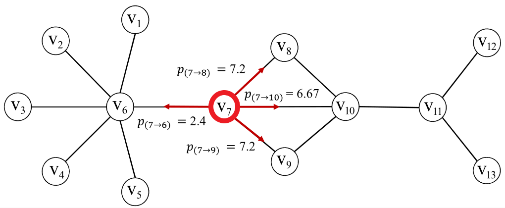 v1
v2
v8
v12
p(7→8) = 7.2
p(7→10) = 6.67
v3
v6
v7
v10
v11
p(7→6) = 2.4
p(7→9) = 7.2
v9
v4
v5
v13